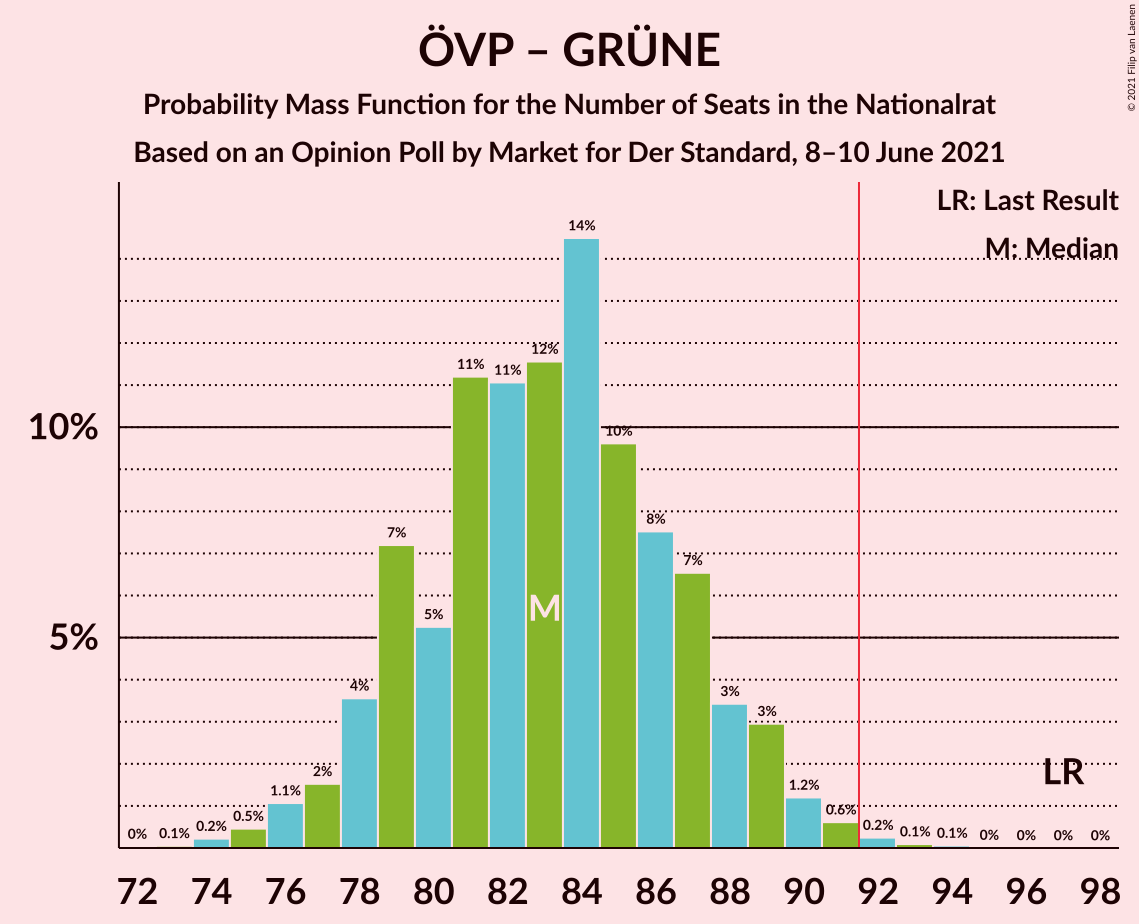 ÖVP – GRÜNE
Probability Mass Function for the Number of Seats in the Nationalrat
Based on an Opinion Poll by Market for Der Standard, 8–10 June 2021
© 2021 Filip van Laenen
LR: Last Result
M: Median
10%
5%
0% 0.1% 0.2% 0.5% 1.1% 2% 4% 7% 5% 11% 11% 12% 14% 10% 8% 7% 3% 3% 1.2% 0.6% 0.2% 0.1% 0.1% 0% 0% 0% 0%
M
LR
72 74 76 78 80 82 84 86 88 90 92 94 96 98